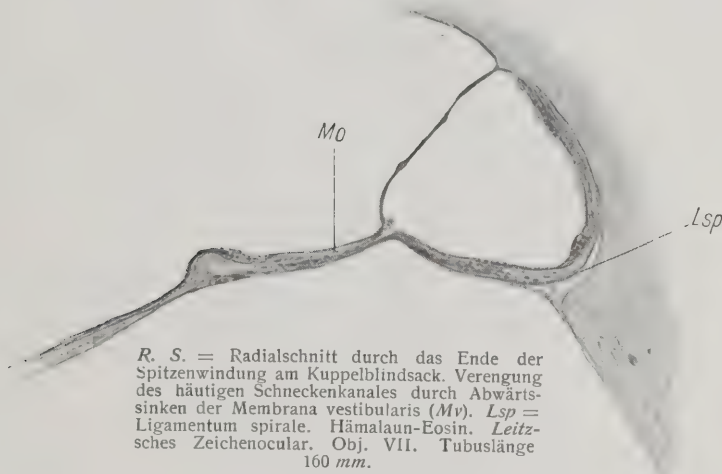 Mo
Lsp
R. S. = Radialschnitt durch das Ende der
Spitzenwindung am Kuppelblindsack. Verengung
des häutigen Schneckenkanales durch Abwärts-
sinken der Membrana vestibularis (Mv). Lsp =
Ligamentum spirale. Hämalaun-Eosin. Leitz-
sches Zeichenocular. Obj. VII. Tubuslänge
160 mm.